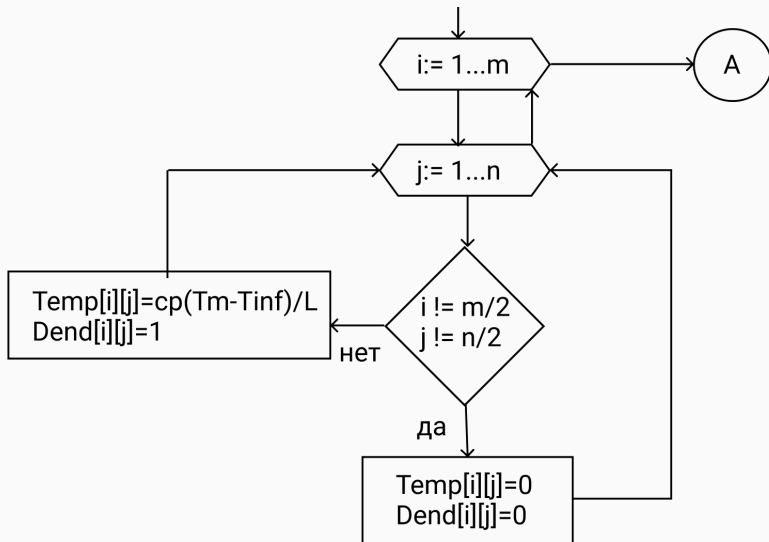 i:= 1...m
A
j:= 1...n
Temp[i][j]=cp(Tm-Tinf)/L
Dend[i][j]=1
i != m/2
j != n/2
нет
да
Temp[i][j]=0
Dend[i][j]=0